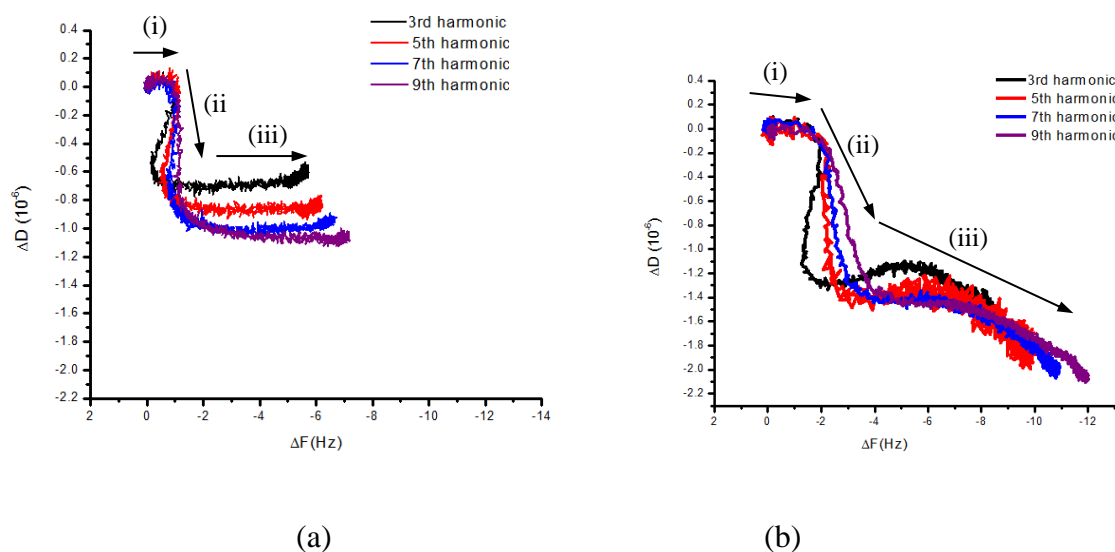 (i)
3rd harmonic
5th harmonic
7th harmonic
9th harmonic
(ii
(iii)
0.4
0.2
0.0
-0.2
-0.4
-0.6
-0.8
-1.0
-1.2
-1.4
-1.6
-1.8
-2.0
-2.2
ΔD (10-6)
2 0 -2 -4 -6 -8 -10 -12 -14
ΔF(Hz)
(a)
(i)
3rd harmonic
5th harmonic
7th harmonic
9th harmonic
(ii)
(iii)
0.4
0.2
0.0
-0.2
-0.4
-0.6
-0.8
-1.0
-1.2
-1.4
-1.6
-1.8
-2.0
-2.2
ΔD (10-6)
2 0 -2 -4 -6 -8 -10 -12
ΔF(Hz)
(b)